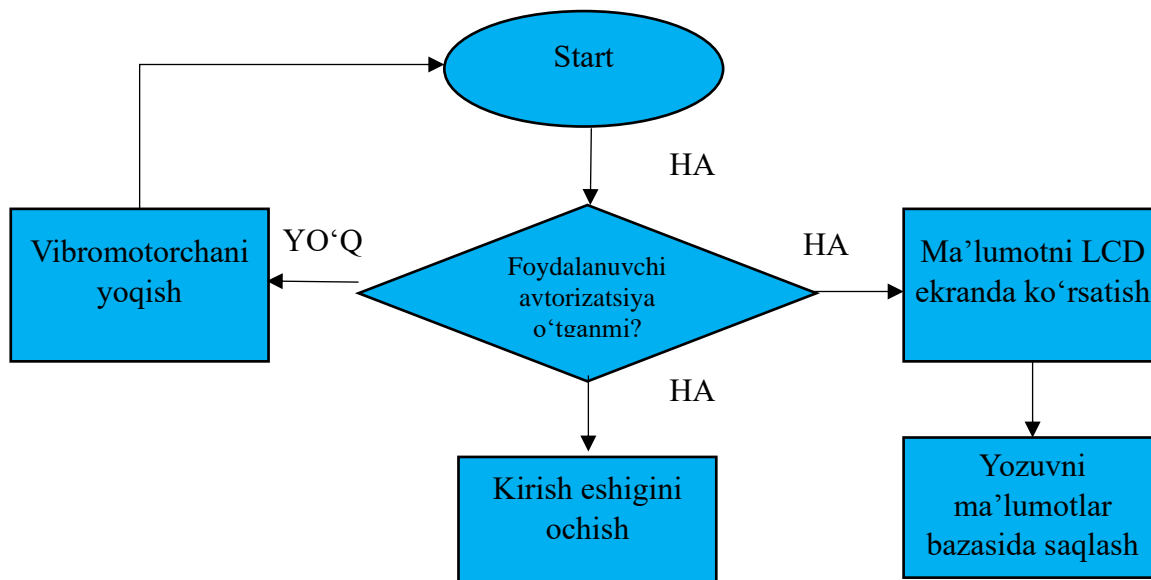 Start
HA
Vibromotorchani
yoqish
YO‘Q
Foydalanuvchi
avtorizatsiya
o‘tganmi?
HA
Ma’lumotni LCD
ekranda ko‘rsatish
HA
Kirish eshigini
ochish
Yozuvni
ma’lumotlar
bazasida saqlash